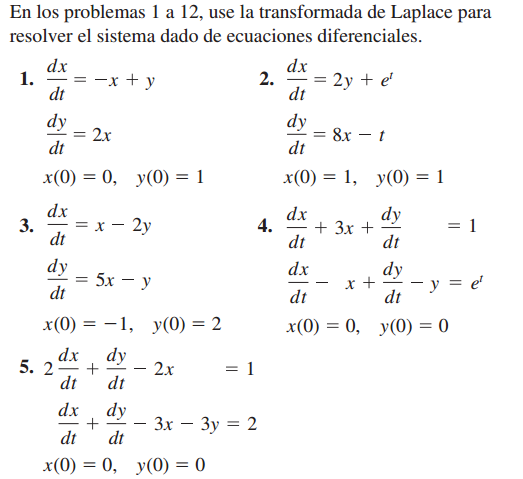 En los problemas 1 a 12, use la transformada de Laplace para
resolver el sistema dado de ecuaciones diferenciales.
1. dx/dt = −x + y
dy/dt = 2x
x(0) = 0, y(0) = 1
2. dx/dt = 2y + e^t
dy/dt = 8x − t
x(0) = 1, y(0) = 1
3. dx/dt = x − 2y
dy/dt = 5x − y
x(0) = −1, y(0) = 2
4. dx/dt + 3x + dy/dt = 1
dx/dt − x + dy/dt − y = e^t
x(0) = 0, y(0) = 0
5. 2 dx/dt + dy/dt − 2x = 1
dx/dt + dy/dt − 3x − 3y = 2
x(0) = 0, y(0) = 0